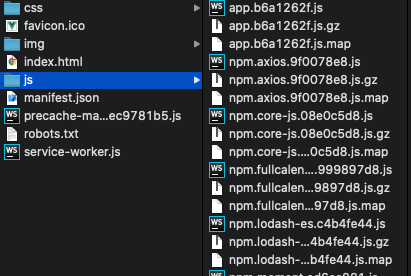 css
favicon.ico
img
index.html
js
manifest.json
precache-ma...ec9781b5.js
robots.txt
service-worker.js
app.b6a1262f.js
app.b6a1262f.js.gz
app.b6a1262f.js.map
npm.axios.9f0078e8.js
npm.axios.9f0078e8.js.gz
npm.axios.9f0078e8.js.map
npm.core-js.08e0c5d8.js
npm.core-js.08e0c5d8.js.gz
npm.core-js....0c5d8.js.map
npm.fullcalen....999897d8.js
npm.fullcalen...9897d8.js.gz
npm.fullcalen...97d8.js.map
npm.lodash-es.c4b4fe44.js
npm.lodash-...4b4fe44.js.gz
npm.lodash-...b4fe44.js.map